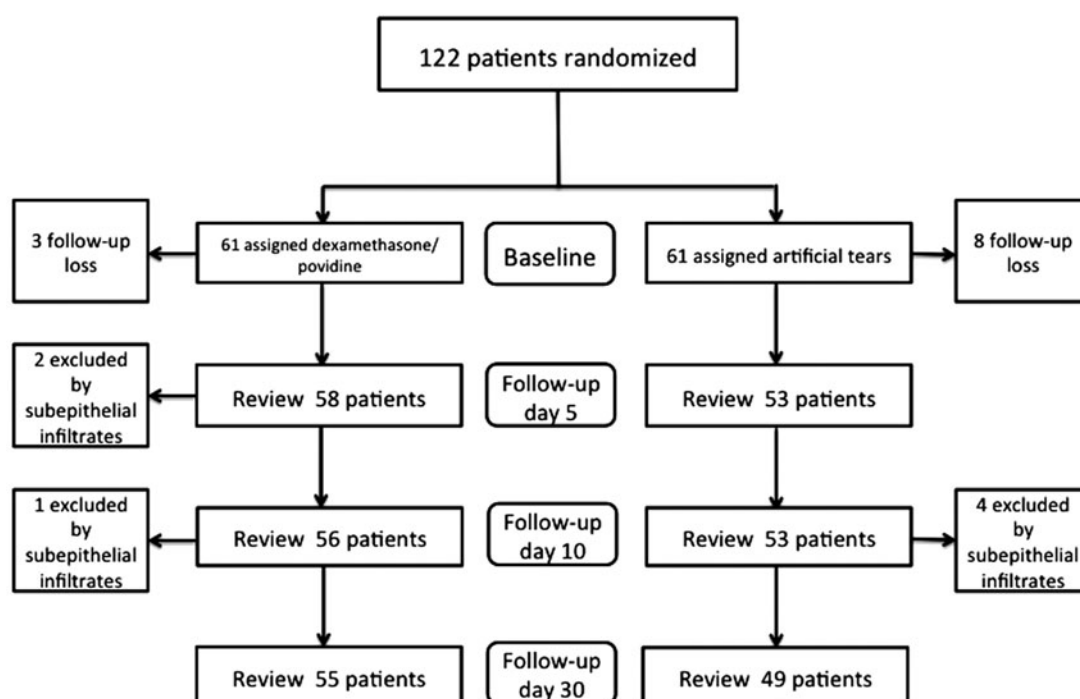 122 patients randomized
3 follow-up
loss
61 assigned dexamethasone/
povidine
Baseline
61 assigned artificial tears
8 follow-up
loss
2 excluded
by
subepithelial
infiltrates
Review 58 patients
Follow-up
day 5
Review 53 patients
1 excluded
by
subepithelial
infiltrates
Review 56 patients
Follow-up
day 10
Review 53 patients
4 excluded
by
subepithelial
infiltrates
Review 55 patients
Follow-up
day 30
Review 49 patients